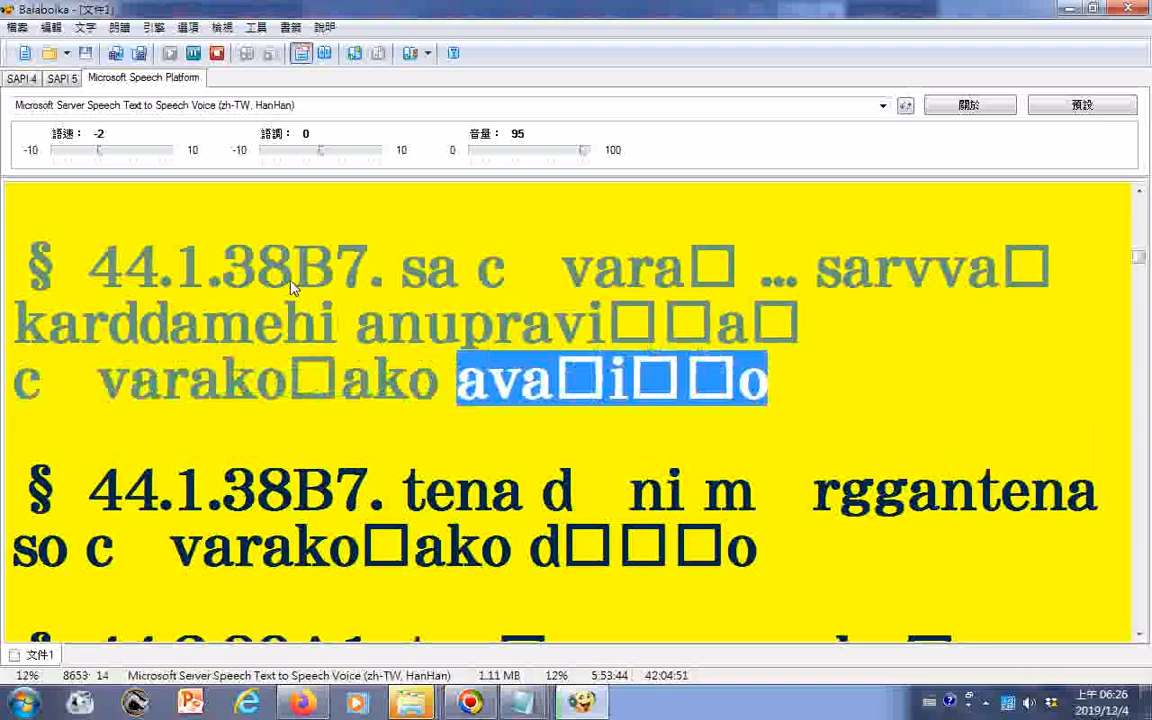 Balabolka - [文件1]
檔案 編輯 文字 朗讀 引擎 選項 檢視 工具 書籤 說明
SAPI 4 SAPI 5 Microsoft Speech Platform
Microsoft Server Speech Text to Speech Voice (zh-TW, HanHan) 關於 預設
語速： -2 語調： 0 音量： 95
-10 10 -10 10 0 100
§ 44.1.38B7. sa c vara□ ... sarvva□
karddamehi anupravi□□a□
c varako□ako ava□i□□o
§ 44.1.38B7. tena d ni m rggantena
so c varako□ako d□□□o
文件1
12% 8653: 14 Microsoft Server Speech Text to Speech Voice (zh-TW, HanHan) 1.11 MB 12% 5:53:44 42:04:51
上午 06:26
2019/12/4